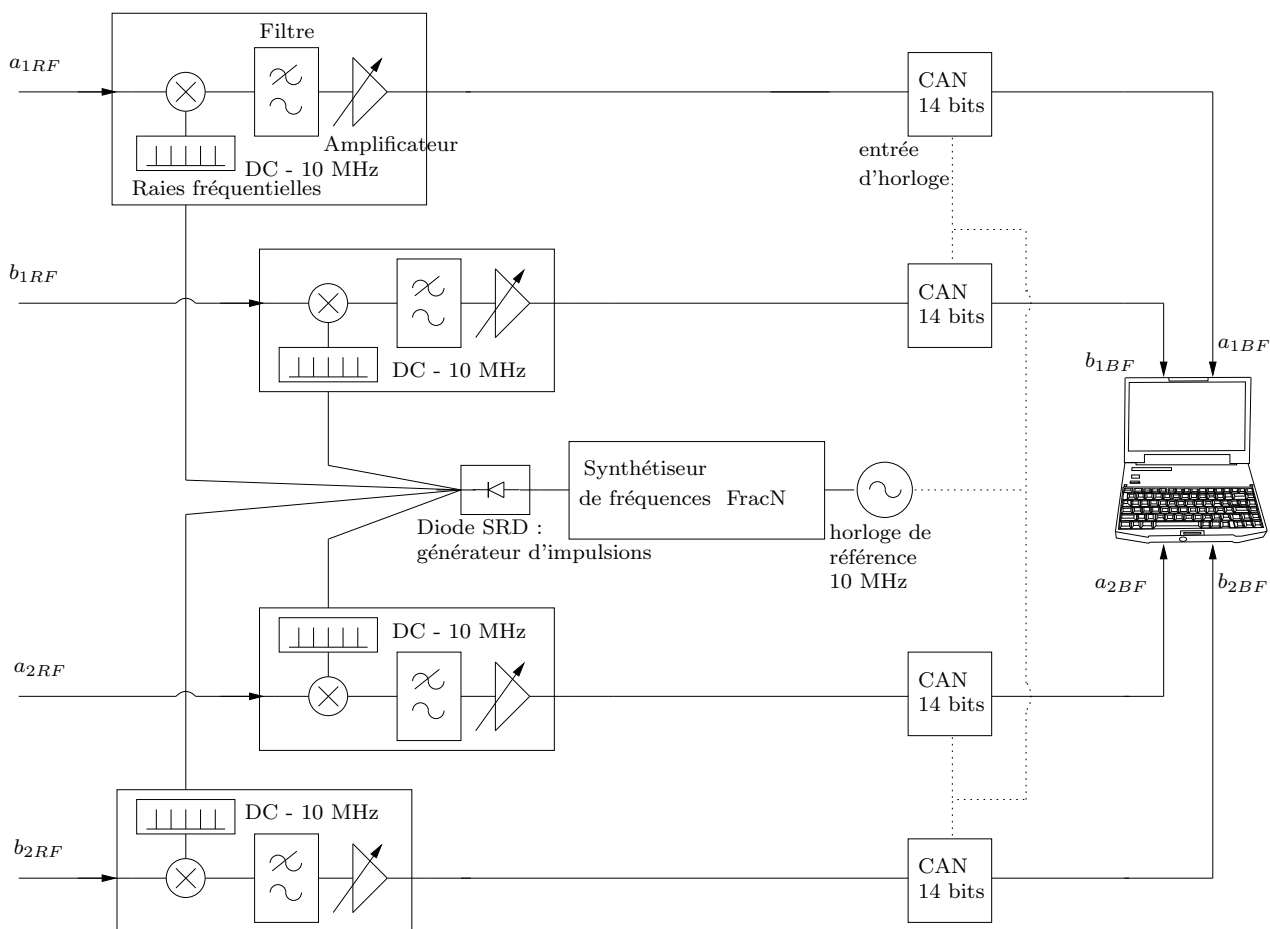 Filtre
a1RF
CAN
14 bits
Amplificateur
DC - 10 MHz
Raies fréquentielles
entrée
d'horloge
b1RF
CAN
14 bits
DC - 10 MHz
a1BF
b1BF
Synthétiseur
de fréquences FracN
Diode SRD :
générateur d'impulsions
horloge de
référence
10 MHz
a2BF
b2BF
DC - 10 MHz
a2RF
CAN
14 bits
DC - 10 MHz
b2RF
CAN
14 bits